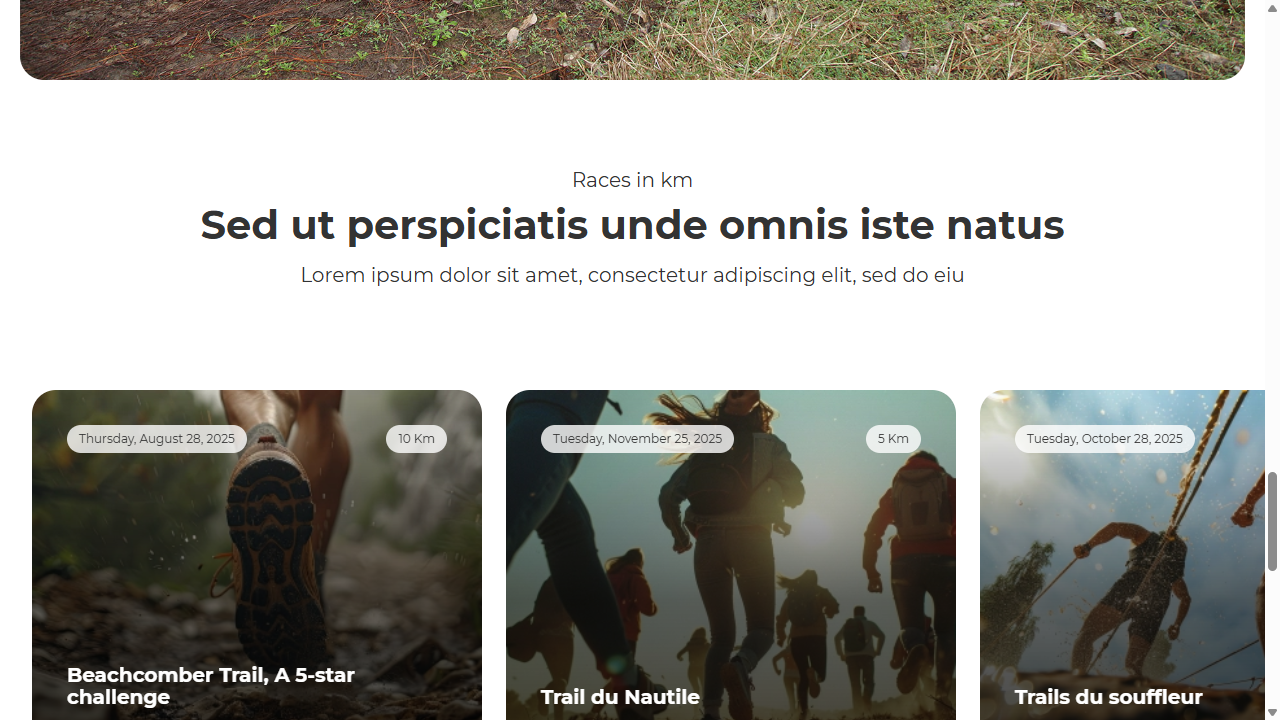 Races in km
Sed ut perspiciatis unde omnis iste natus
Lorem ipsum dolor sit amet, consectetur adipiscing elit, sed do eiu
Thursday, August 28, 2025
10 Km
Beachcomber Trail, A 5-star
challenge
Tuesday, November 25, 2025
5 Km
Trail du Nautile
Tuesday, October 28, 2025
Trails du souffleur